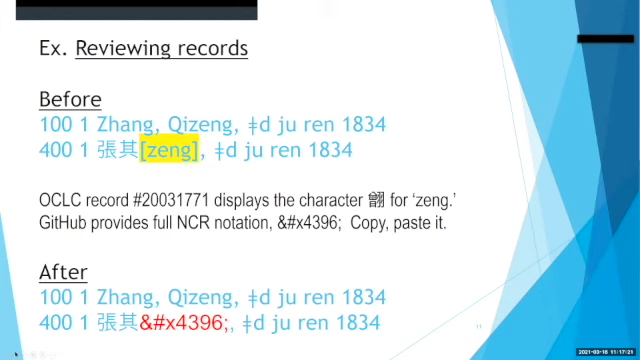 Ex. Reviewing records
Before
100 1 Zhang, Qizeng, ǂd ju ren 1834
400 1 張其[zeng], ǂd ju ren 1834
OCLC record #20031771 displays the character 䎖 for ‘zeng.’
GitHub provides full NCR notation, &#x4396; Copy, paste it.
After
100 1 Zhang, Qizeng, ǂd ju ren 1834
400 1 張其&#x4396;, ǂd ju ren 1834
11
2021-03-18 11:17:21